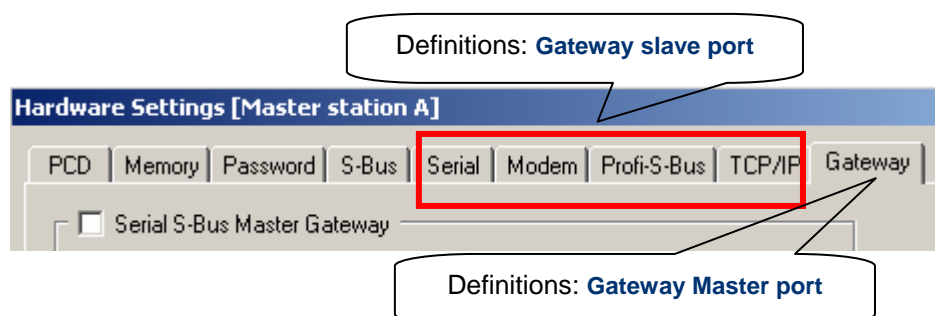 Definitions: Gateway slave port
Hardware Settings [Master station A]
PCD Memory Password S-Bus Serial Modem Profi-S-Bus TCP/IP Gateway
Serial S-Bus Master Gateway
Definitions: Gateway Master port